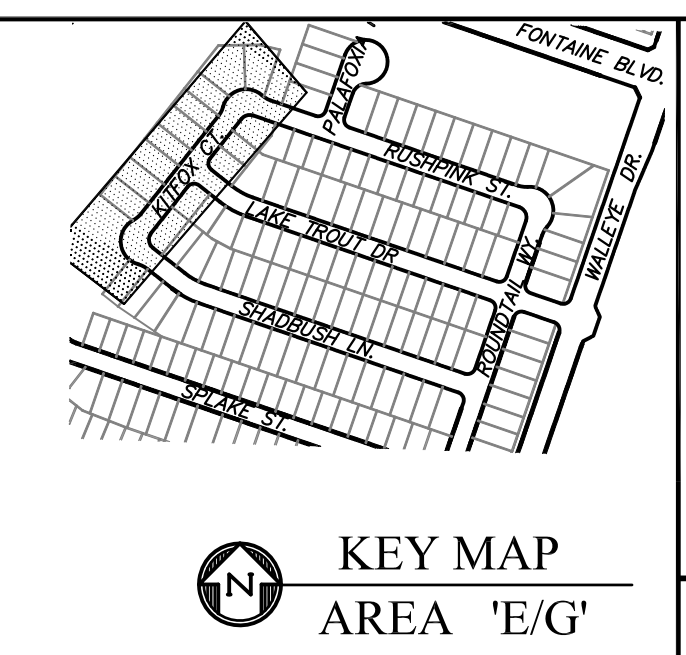 FONTAINE BLVD.
PALAFOX
RUSHPINK ST.
KITFOX CT.
WALLEYE DR.
LAKE TROUT DR
ROUNDTAIL WY.
SHADBUSH LN.
SPLAKE ST.
N
KEY MAP
AREA 'E/G'